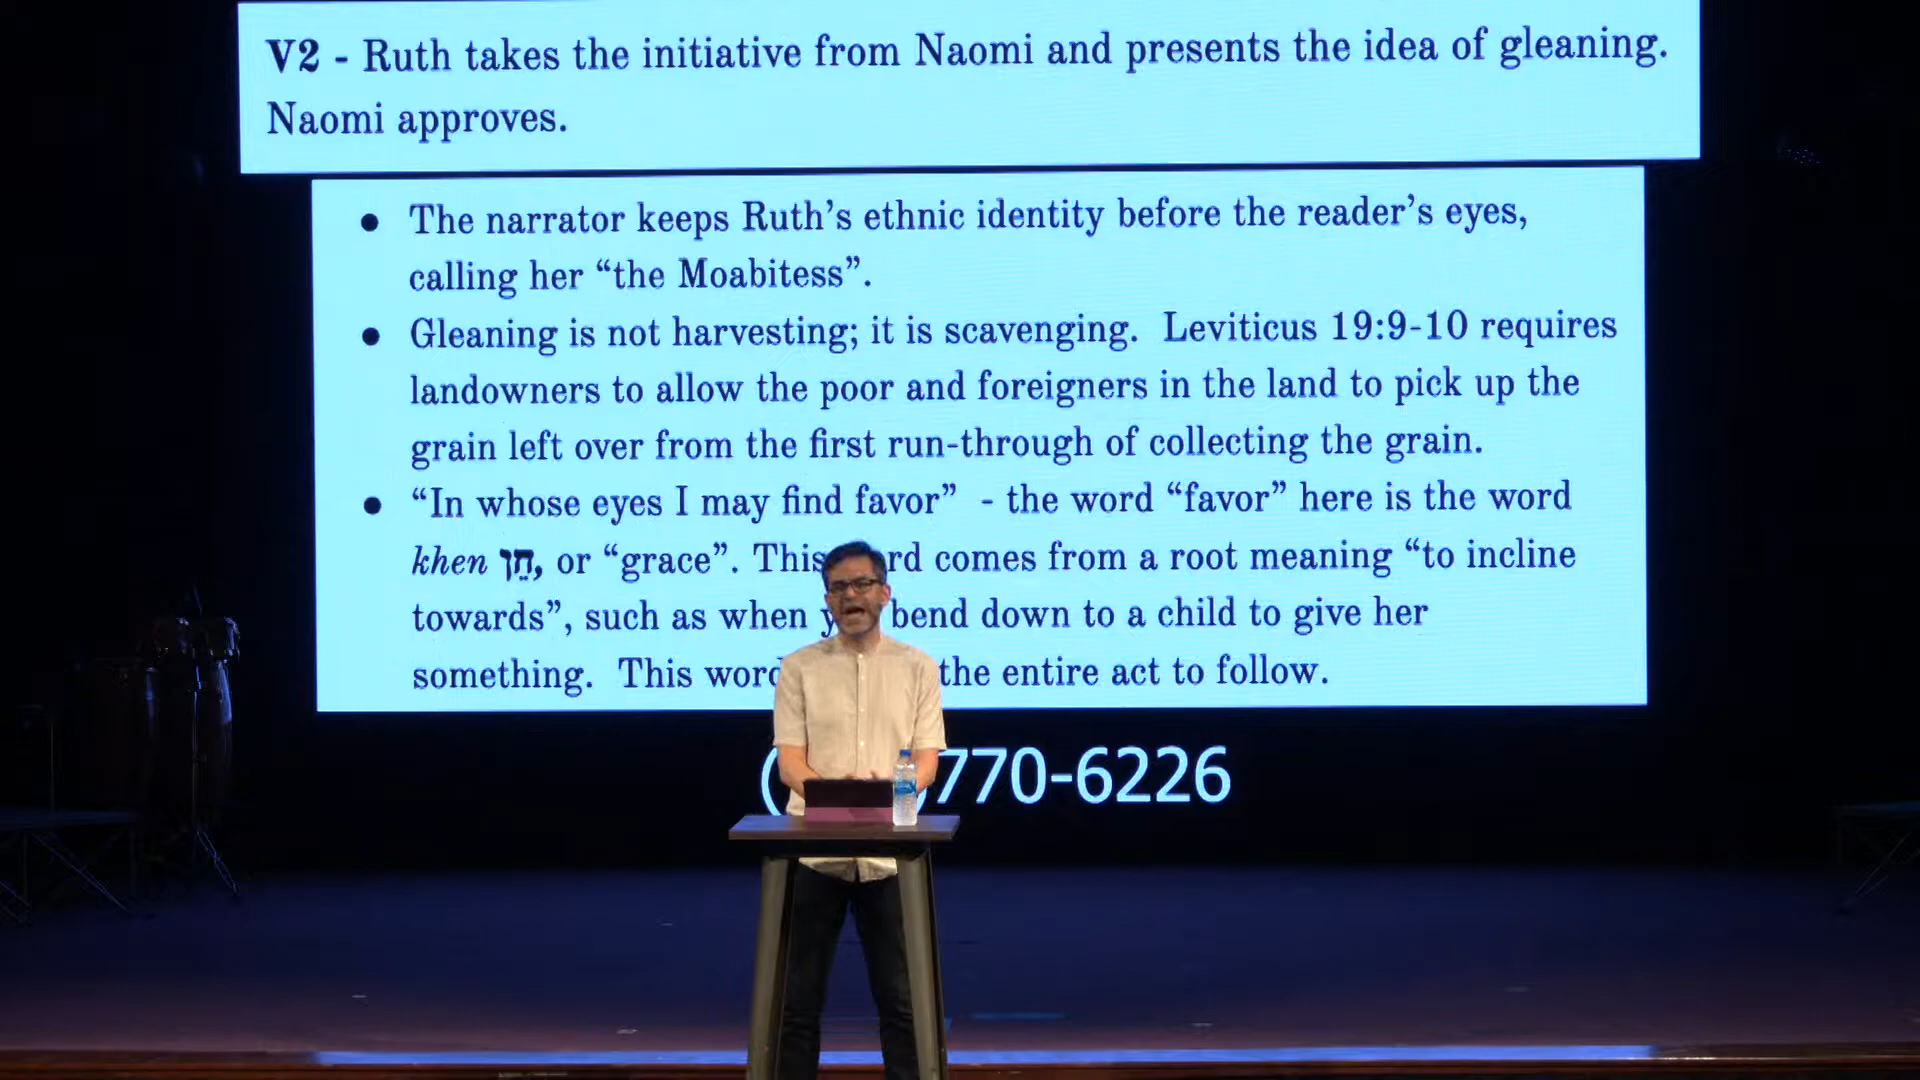 V2 - Ruth takes the initiative from Naomi and presents the idea of gleaning.
Naomi approves.
● The narrator keeps Ruth’s ethnic identity before the reader’s eyes,
calling her “the Moabitess”.
● Gleaning is not harvesting; it is scavenging. Leviticus 19:9-10 requires
landowners to allow the poor and foreigners in the land to pick up the
grain left over from the first run-through of collecting the grain.
● “In whose eyes I may find favor” - the word “favor” here is the word
khen חֵן, or “grace”. This comes from a root meaning “to incline
towards”, such as when bend down to a child to give her
something. This the entire act to follow.
770-6226